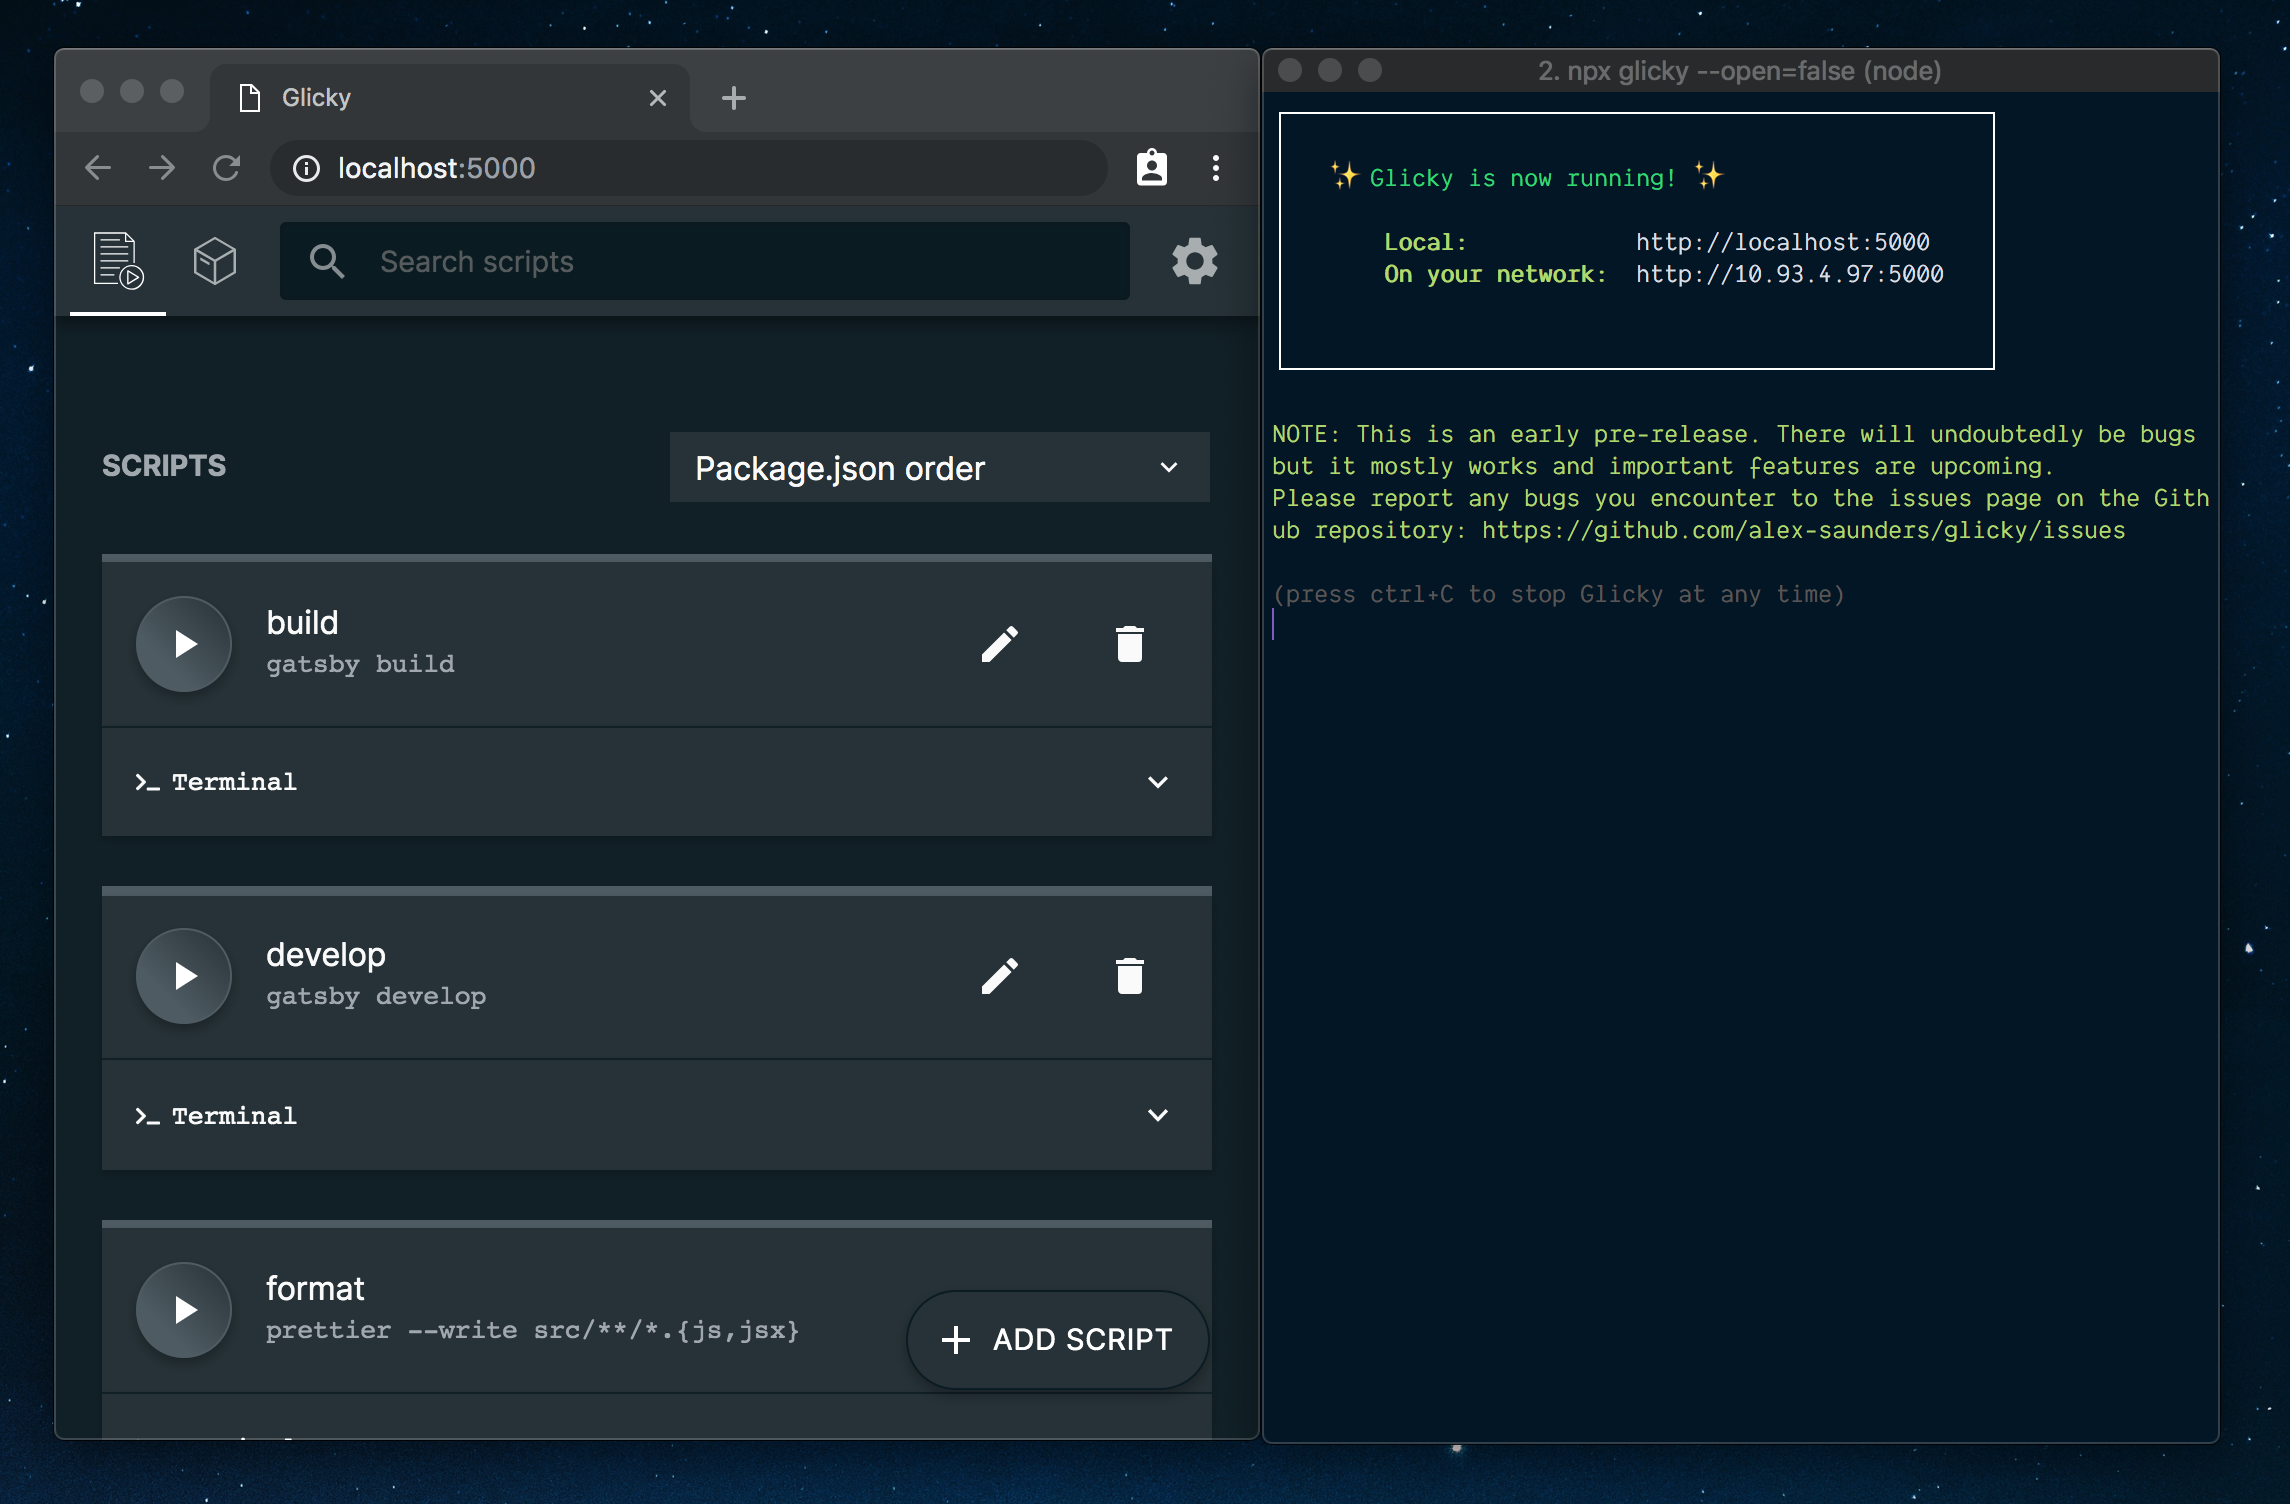 Glicky
localhost:5000
Search scripts
SCRIPTS
Package.json order
build
gatsby build
>_ Terminal
develop
gatsby develop
>_ Terminal
format
prettier --write src/**/*.{js,jsx}
+ ADD SCRIPT
2. npx glicky --open=false (node)
✨ Glicky is now running! ✨
Local: http://localhost:5000
On your network: http://10.93.4.97:5000
NOTE: This is an early pre-release. There will undoubtedly be bugs
but it mostly works and important features are upcoming.
Please report any bugs you encounter to the issues page on the Gith
ub repository: https://github.com/alex-saunders/glicky/issues
(press ctrl+C to stop Glicky at any time)